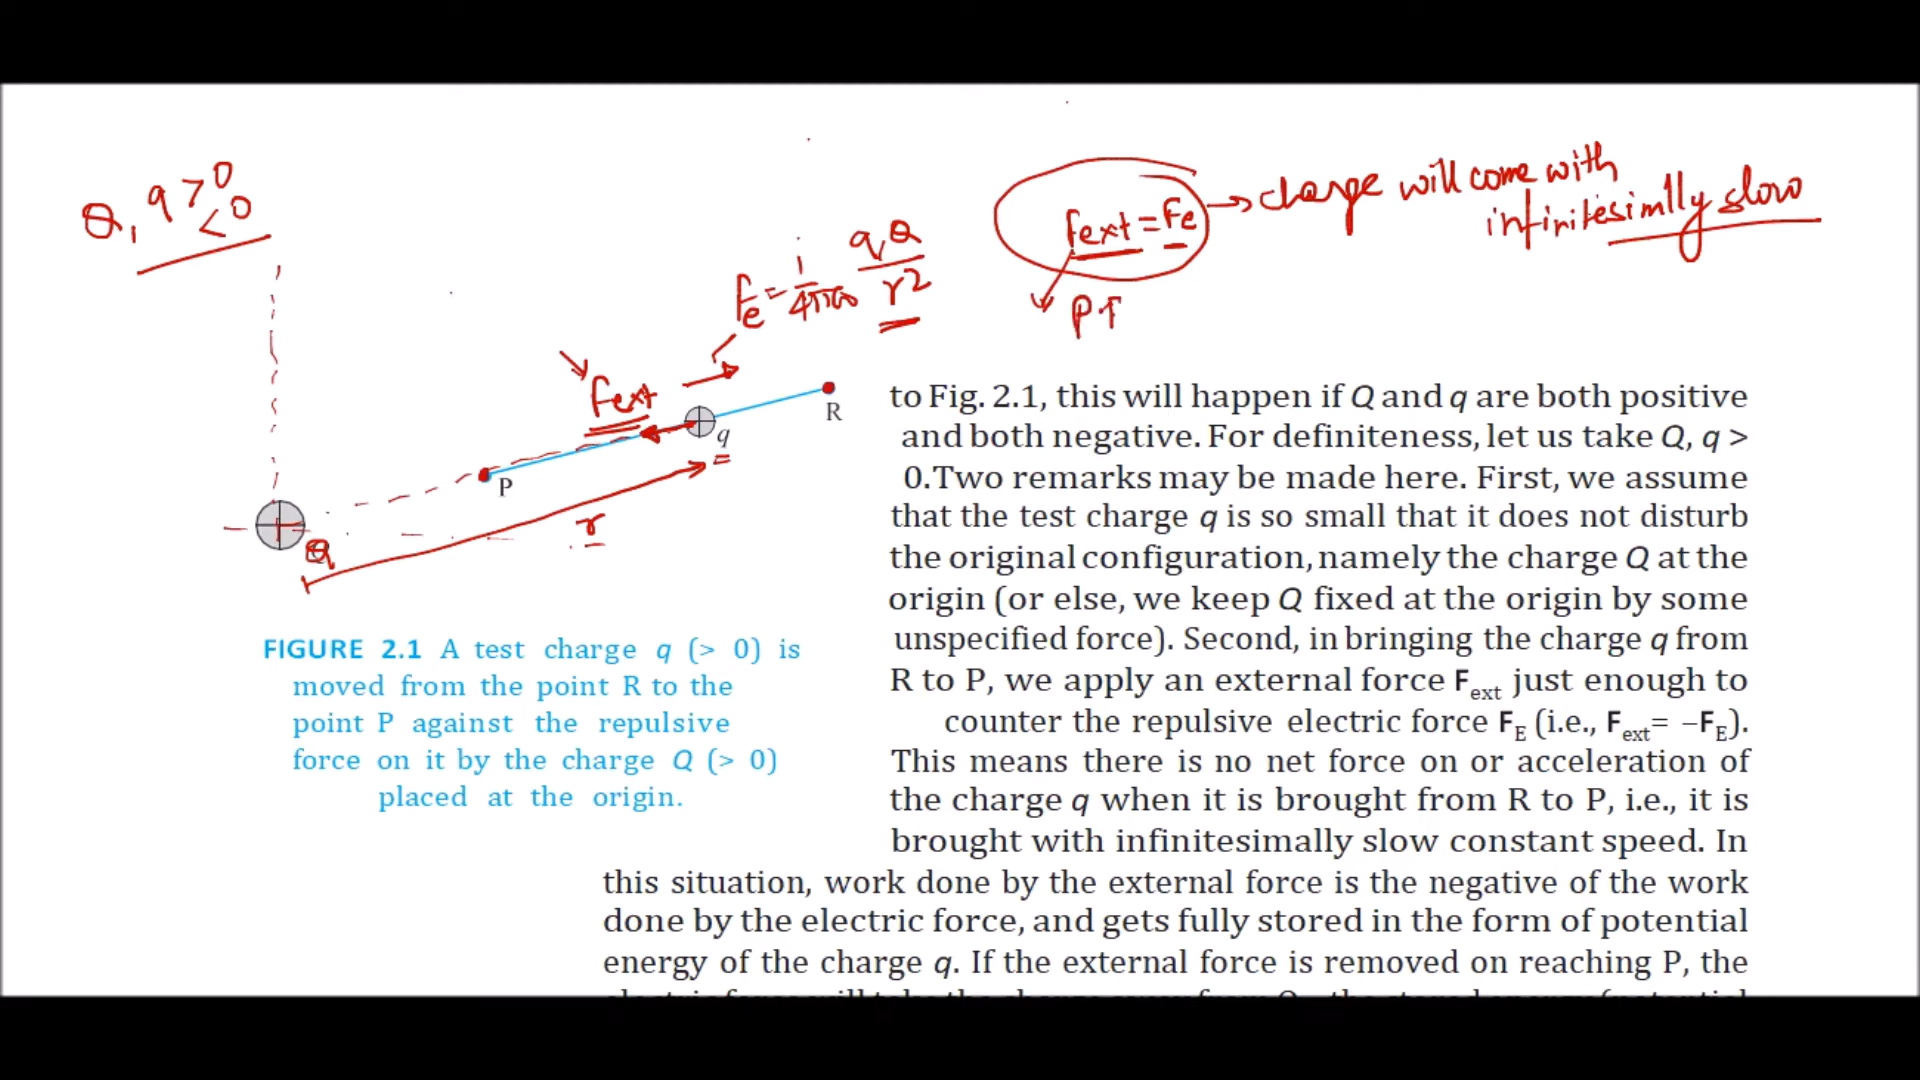 Q, q > 0
< 0
Fe = 1/4πε0 qQ/r2
Fext = Fe → charge will come with
infinitesimlly slow
P↑
Fext
R
q
P
r
Q
to Fig. 2.1, this will happen if Q and q are both positive
and both negative. For definiteness, let us take Q, q >
0.Two remarks may be made here. First, we assume
that the test charge q is so small that it does not disturb
the original configuration, namely the charge Q at the
origin (or else, we keep Q fixed at the origin by some
unspecified force). Second, in bringing the charge q from
R to P, we apply an external force Fext just enough to
counter the repulsive electric force FE (i.e., Fext= −FE).
This means there is no net force on or acceleration of
the charge q when it is brought from R to P, i.e., it is
brought with infinitesimally slow constant speed. In
this situation, work done by the external force is the negative of the work
done by the electric force, and gets fully stored in the form of potential
energy of the charge q. If the external force is removed on reaching P, the
FIGURE 2.1 A test charge q (> 0) is
moved from the point R to the
point P against the repulsive
force on it by the charge Q (> 0)
placed at the origin.